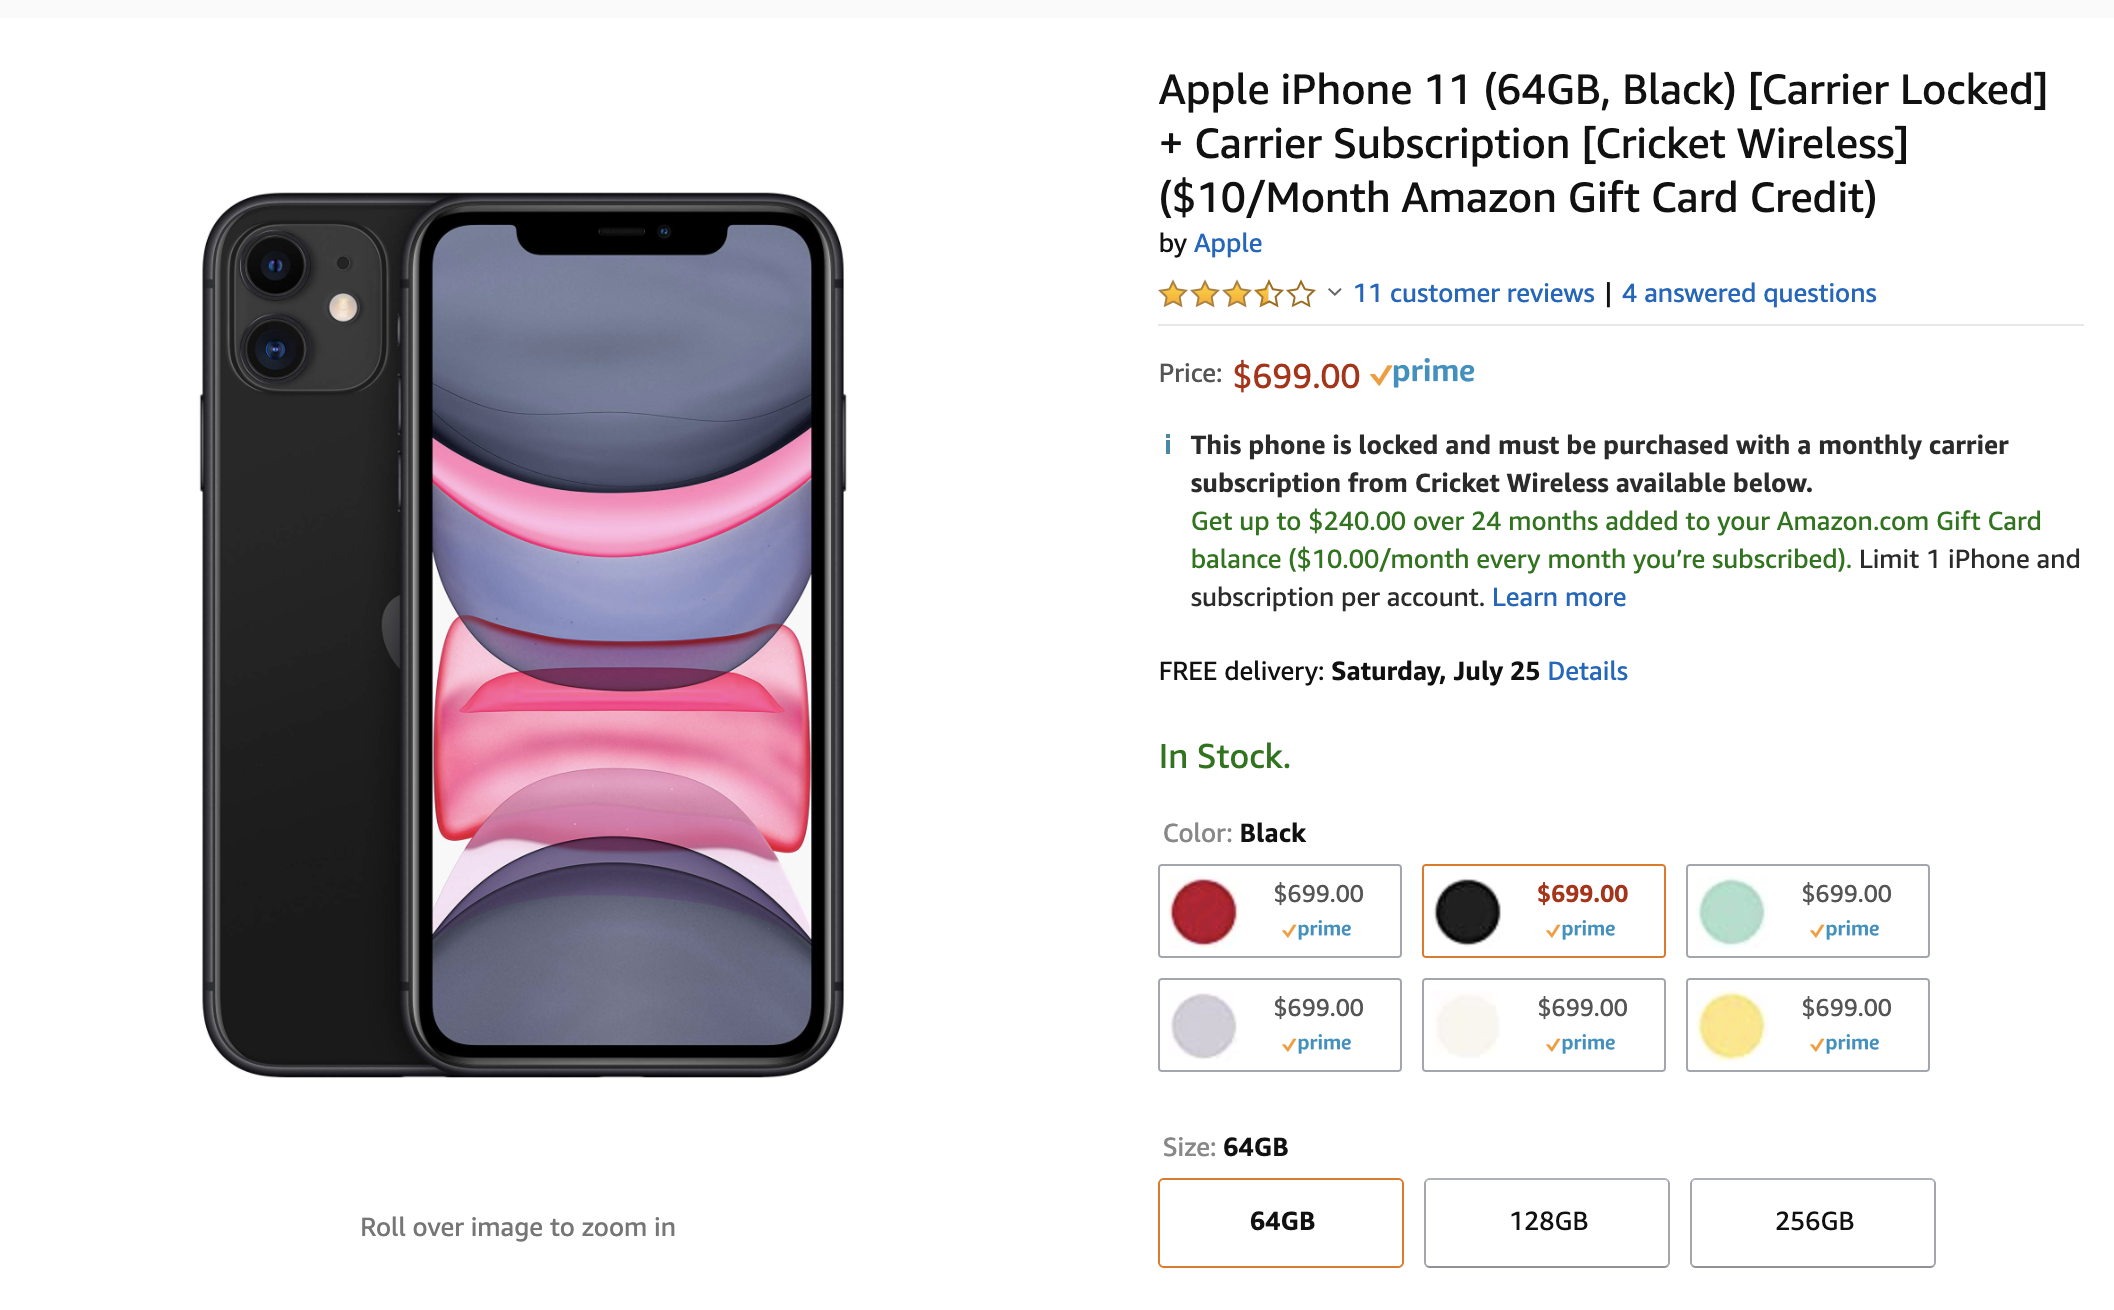 Apple iPhone 11 (64GB, Black) [Carrier Locked]
+ Carrier Subscription [Cricket Wireless]
($10/Month Amazon Gift Card Credit)
by Apple
11 customer reviews | 4 answered questions
Price: $699.00 prime
i This phone is locked and must be purchased with a monthly carrier
subscription from Cricket Wireless available below.
Get up to $240.00 over 24 months added to your Amazon.com Gift Card
balance ($10.00/month every month you’re subscribed). Limit 1 iPhone and
subscription per account. Learn more
FREE delivery: Saturday, July 25 Details
In Stock.
Color: Black
$699.00 $699.00 $699.00
prime prime prime
$699.00 $699.00 $699.00
prime prime prime
Size: 64GB
64GB 128GB 256GB
Roll over image to zoom in